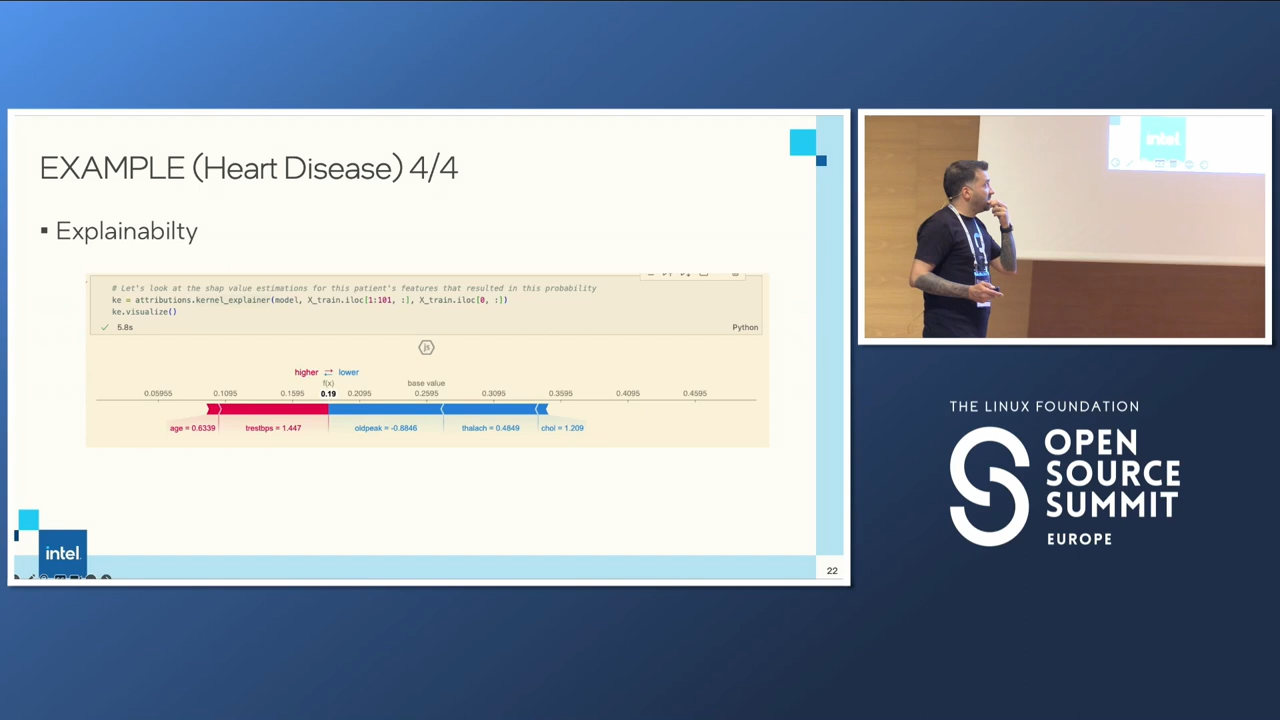 EXAMPLE (Heart Disease) 4/4
▪ Explainabilty
# Let's look at the shap value estimations for this patient's features that resulted in this probability
ke = attributions.kernel_explainer(model, X_train.iloc[1:101, :], X_train.iloc[0, :])
ke.visualize()
5.8s
Python
js
higher ⇄ lower
f(x) base value
0.05955 0.1095 0.1595 0.19 0.2095 0.2595 0.3095 0.3595 0.4095 0.4595
age = 0.6339 trestbps = 1.447 oldpeak = -0.8846 thalach = 0.4849 chol = 1.209
intel.
22
intel
THE LINUX FOUNDATION
OPEN
SOURCE
SUMMIT
EUROPE